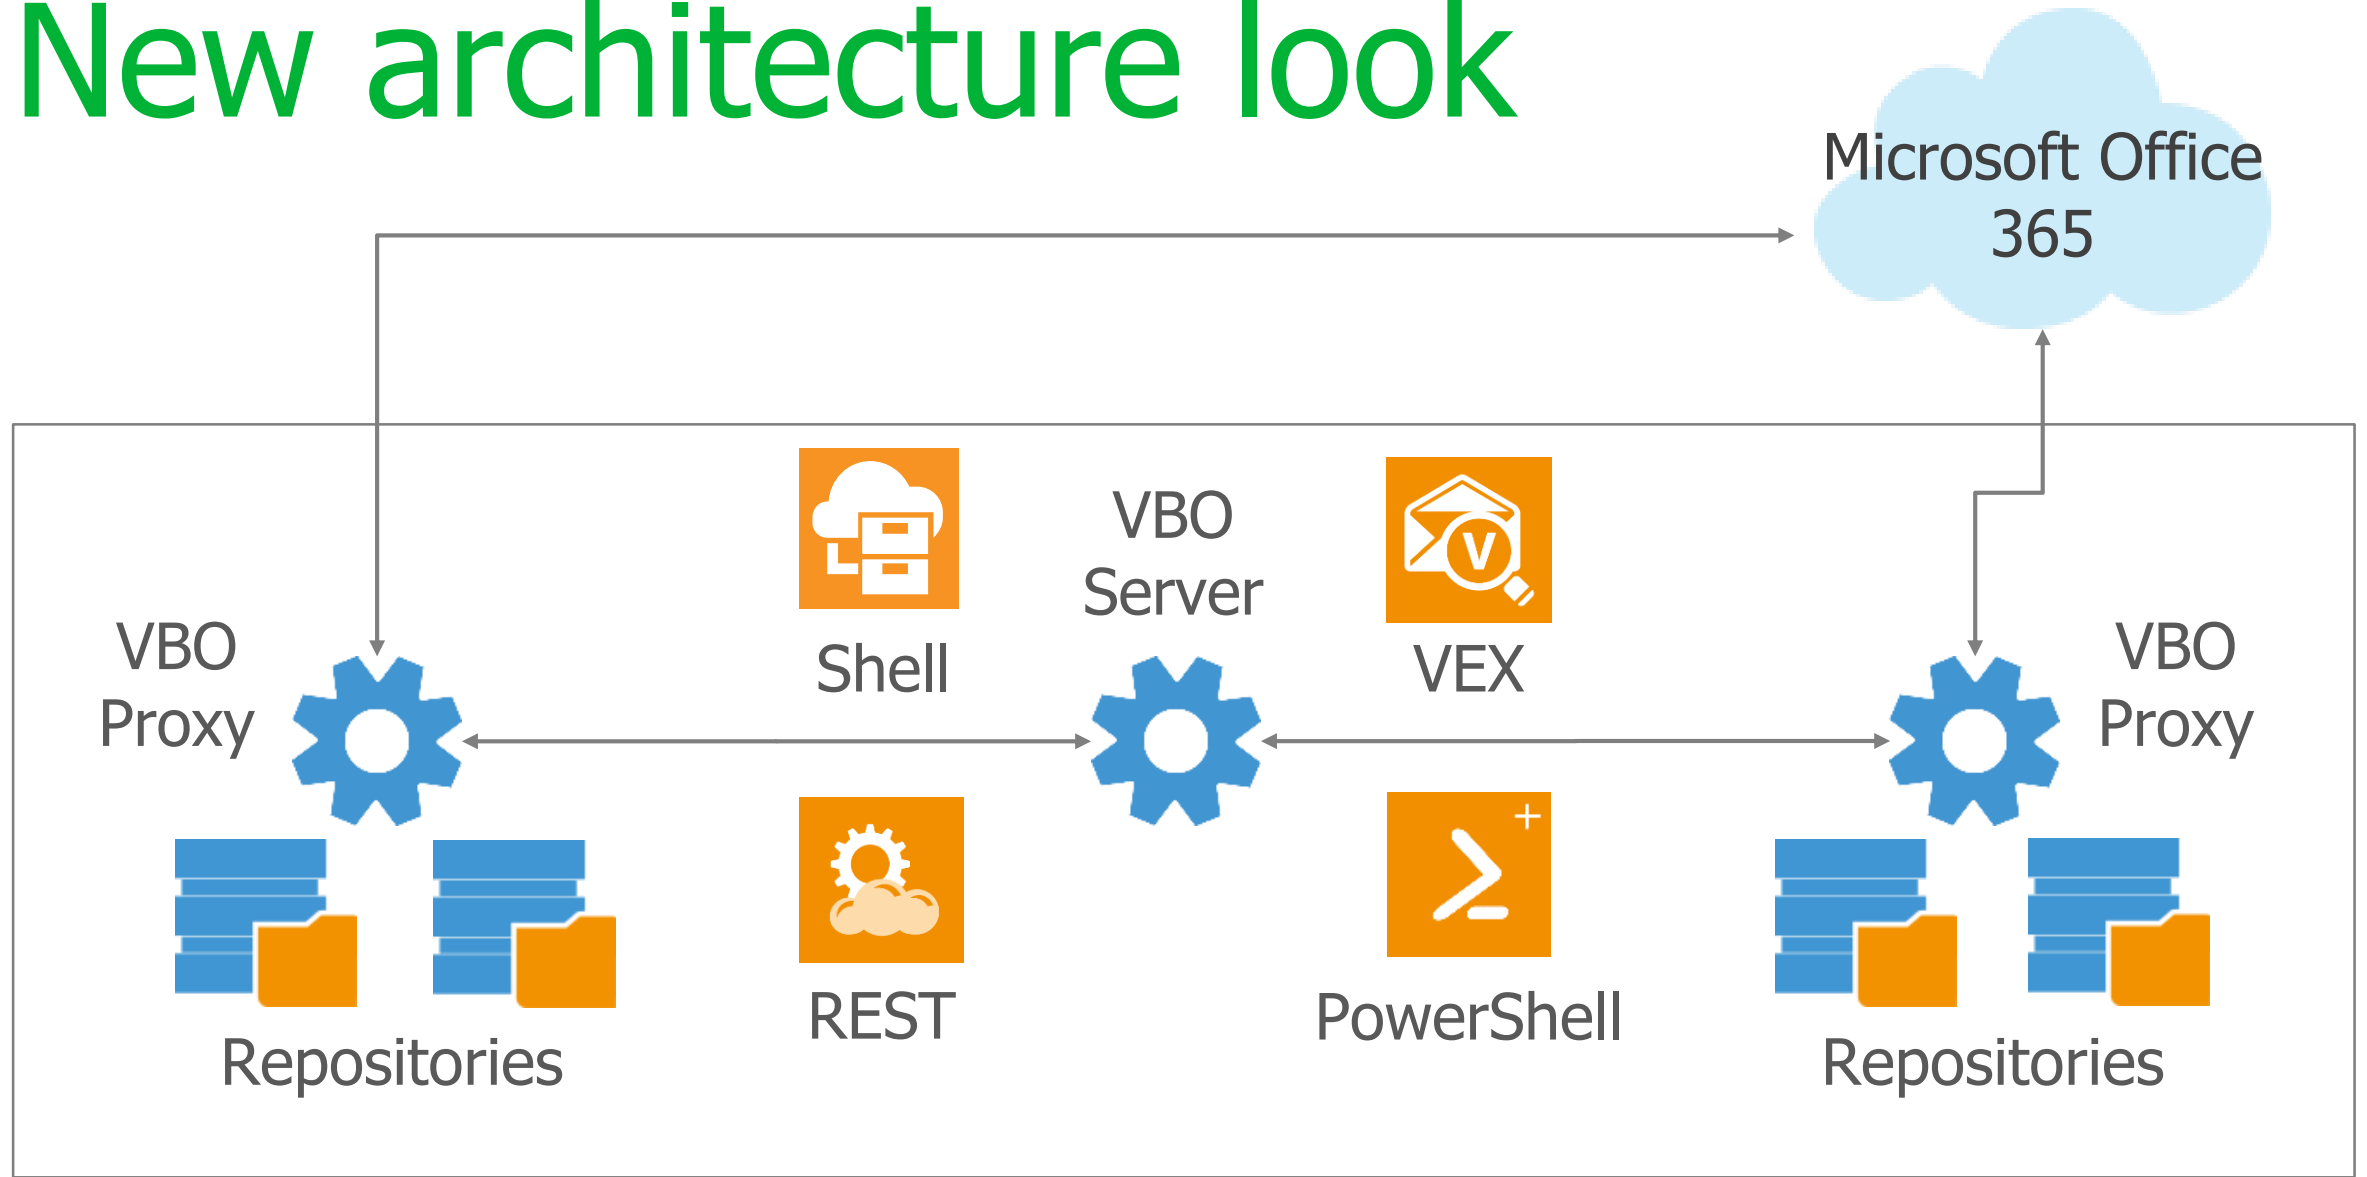 New architecture look
Microsoft Office
365
VBO
Proxy
Shell
VBO
Server
VEX
VBO
Proxy
V
REST
PowerShell
Repositories
Repositories